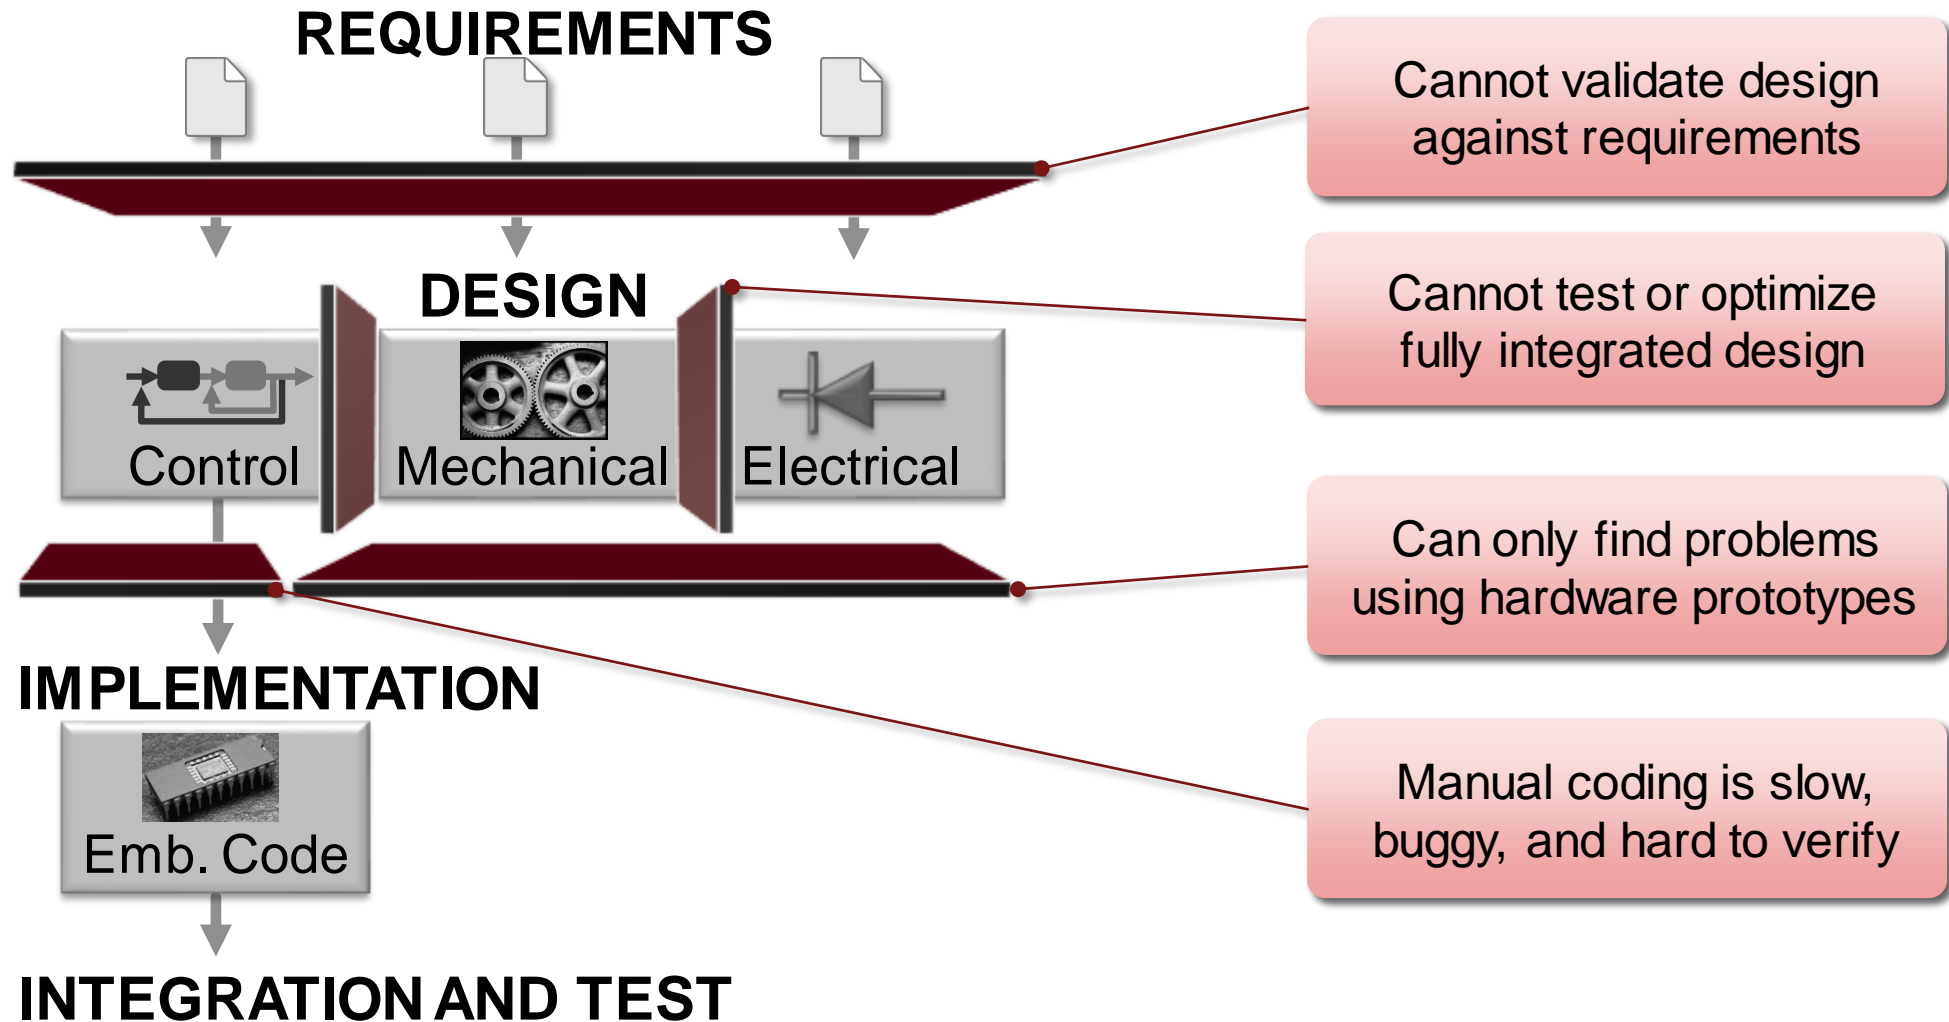 REQUIREMENTS
Cannot validate design
against requirements
DESIGN
Cannot test or optimize
fully integrated design
Control
Mechanical
Electrical
Can only find problems
using hardware prototypes
IMPLEMENTATION
Emb. Code
Manual coding is slow,
buggy, and hard to verify
INTEGRATION AND TEST